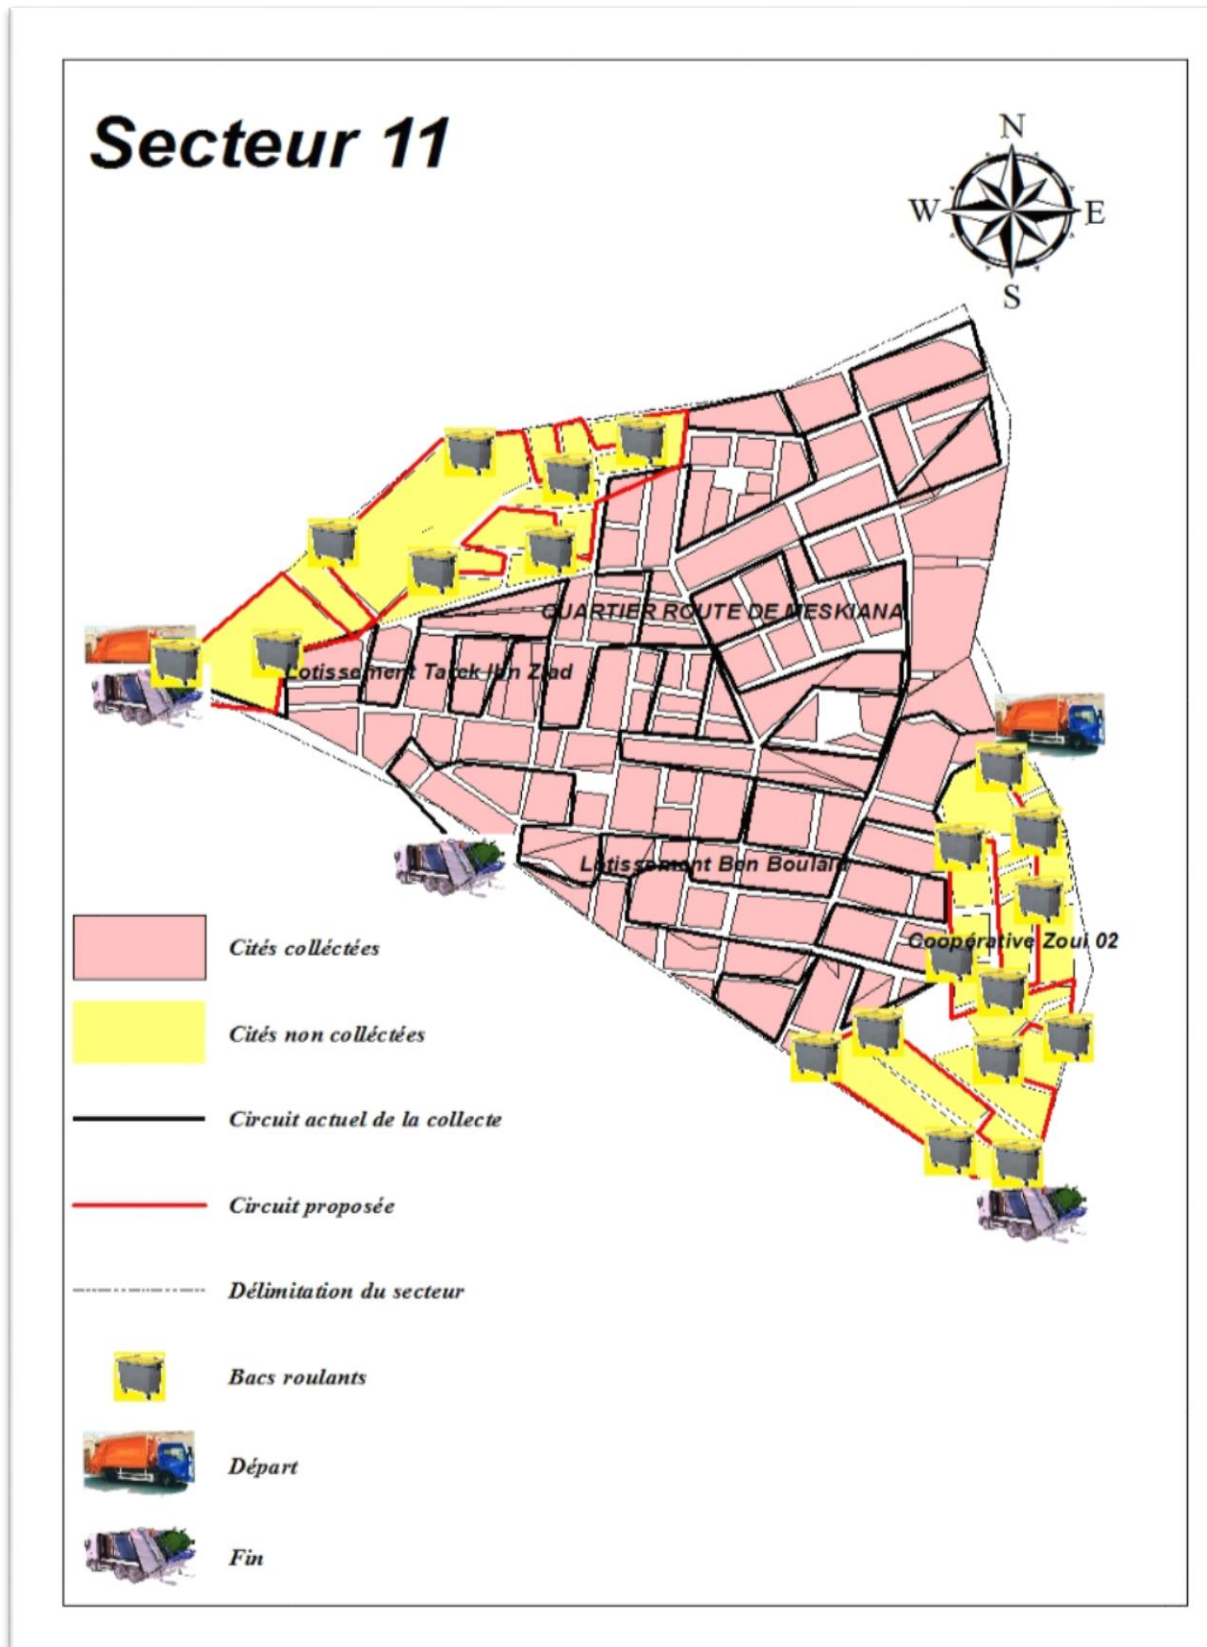 Secteur 11
N
W
E
S
QUARTIER ROUTE DE MESKIANA
Lotissement Tarek Ibn Ziad
Lotissement Ben Boulaid
Coopérative Zoui 02
Cités colléctées
Cités non colléctées
Circuit actuel de la collecte
Circuit proposée
Délimitation du secteur
Bacs roulants
Départ
Fin